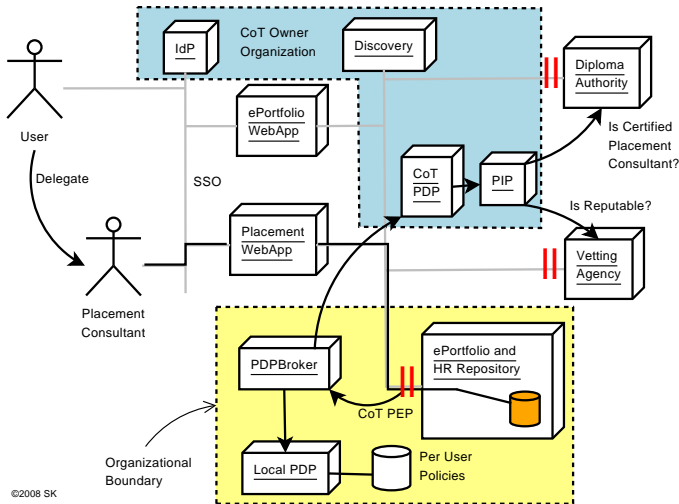 IdP
CoT Owner
Organization
Discovery
Diploma
Authority
User
ePortfolio
WebApp
Is Certified
Placement
Consultant?
Delegate
SSO
CoT
PDP
PIP
Is Reputable?
Placement
WebApp
Vetting
Agency
Placement
Consultant
PDPBroker
ePortfolio and
HR Repository
CoT PEP
Organizational
Boundary
Local PDP
Per User
Policies
©2008 SK